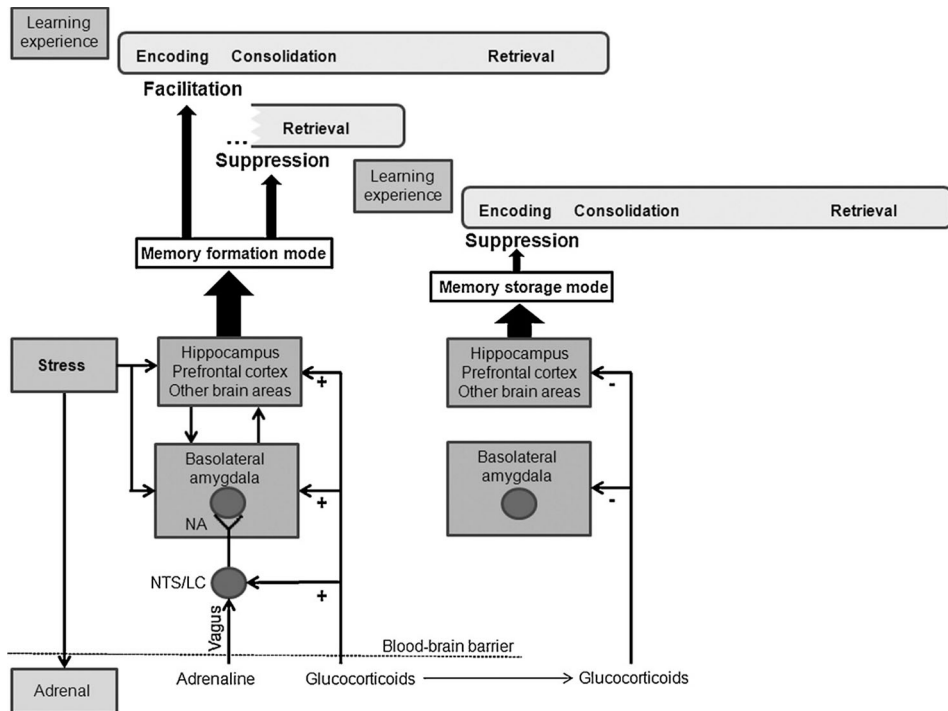 Learning
experience
Encoding Consolidation Retrieval
Facilitation
... Retrieval
Suppression
Learning
experience
Encoding Consolidation Retrieval
Suppression
Memory formation mode
Memory storage mode
Stress
Hippocampus
Prefrontal cortex
Other brain areas
+
Hippocampus
Prefrontal cortex
Other brain areas
-
Basolateral
amygdala
NA
+
Basolateral
amygdala
-
NTS/LC
+
Vagus
Blood-brain barrier
Adrenal
Adrenaline
Glucocorticoids
Glucocorticoids